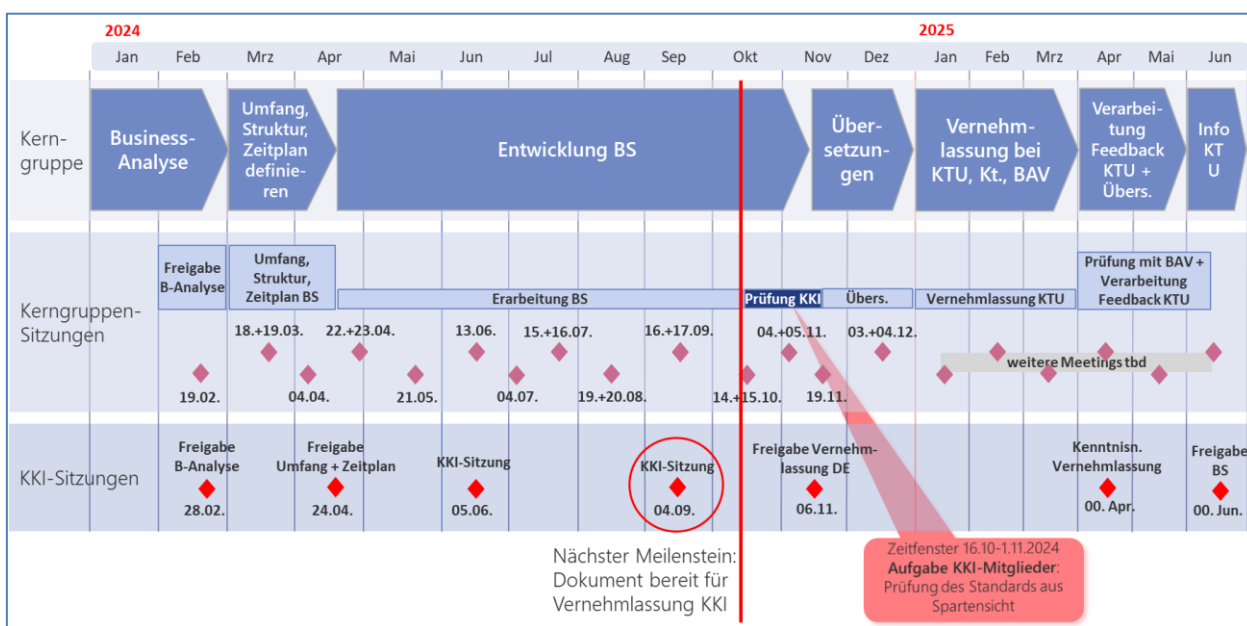 2024
2025
Jan
Feb
Mrz
Apr
Mai
Jun
Jul
Aug
Sep
Okt
Nov
Dez
Jan
Feb
Mrz
Apr
Mai
Jun
Kern-
gruppe
Business-
Analyse
Umfang,
Struktur,
Zeitplan
definie-
ren
Entwicklung BS
Über-
setzun-
gen
Vernehm-
lassung bei
KTU, Kt., BAV
Verarbei-
tung
Feedback
KTU +
Übers.
Info
KT
U
Kerngruppen-
Sitzungen
Freigabe
B-Analyse
Umfang,
Struktur,
Zeitplan BS
Erarbeitung BS
Prüfung KKI
Übers.
Vernehmlassung KTU
Prüfung mit BAV +
Verarbeitung
Feedback KTU
18.+19.03.
22.+23.04.
13.06.
15.+16.07.
16.+17.09.
04.+05.11.
03.+04.12.
weitere Meetings tbd
19.02.
04.04.
21.05.
04.07.
19.+20.08.
14.+15.10.
19.11.
KKI-Sitzungen
Freigabe
B-Analyse
28.02.
Freigabe
Umfang + Zeitplan
24.04.
KKI-Sitzung
05.06.
KKI-Sitzung
04.09.
Freigabe Vernehm-
lassung DE
06.11.
Kenntnisn.
Vernehmlassung
00. Apr.
Freigabe
BS
00. Jun.
Nächster Meilenstein:
Dokument bereit für
Vernehmlassung KKI
Zeitfenster 16.10-1.11.2024
Aufgabe KKI-Mitglieder:
Prüfung des Standards aus
Spartensicht